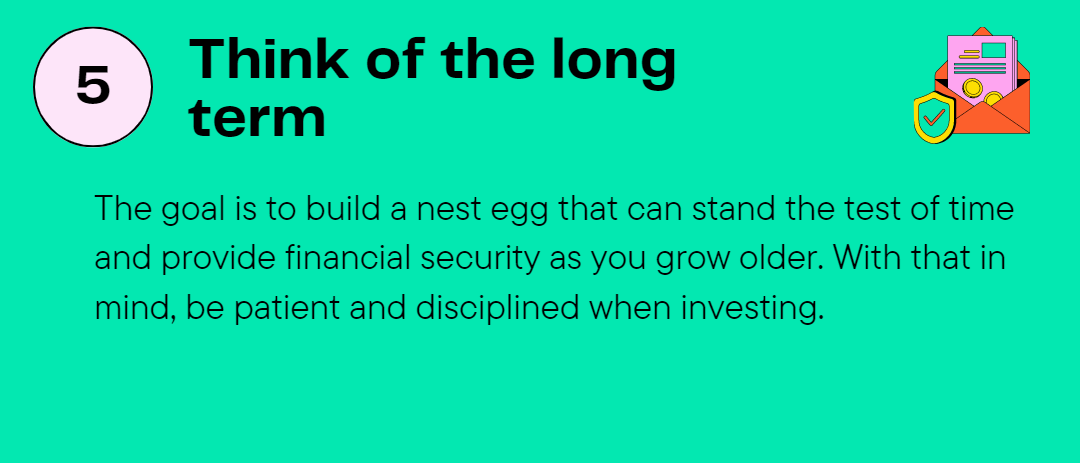 5
Think of the long
term
The goal is to build a nest egg that can stand the test of time
and provide financial security as you grow older. With that in
mind, be patient and disciplined when investing.